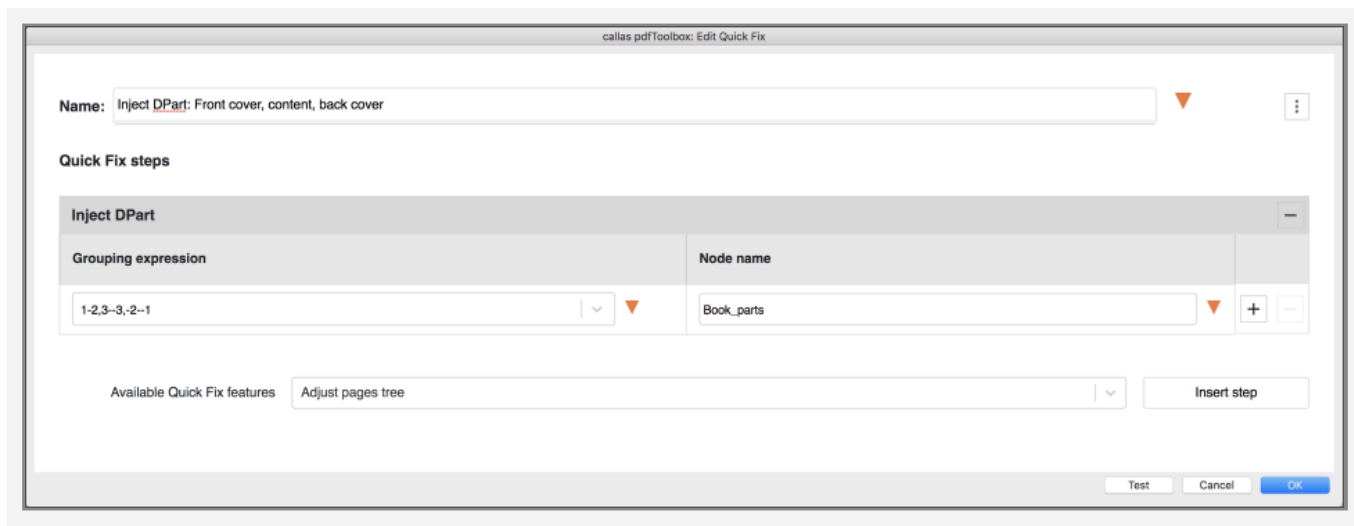 callas pdfToolbox: Edit Quick Fix
Name: Inject DPart: Front cover, content, back cover
Quick Fix steps
Inject DPart
Grouping expression Node name
1-2,3--3,-2--1 Book_parts
Available Quick Fix features Adjust pages tree Insert step
Test Cancel OK